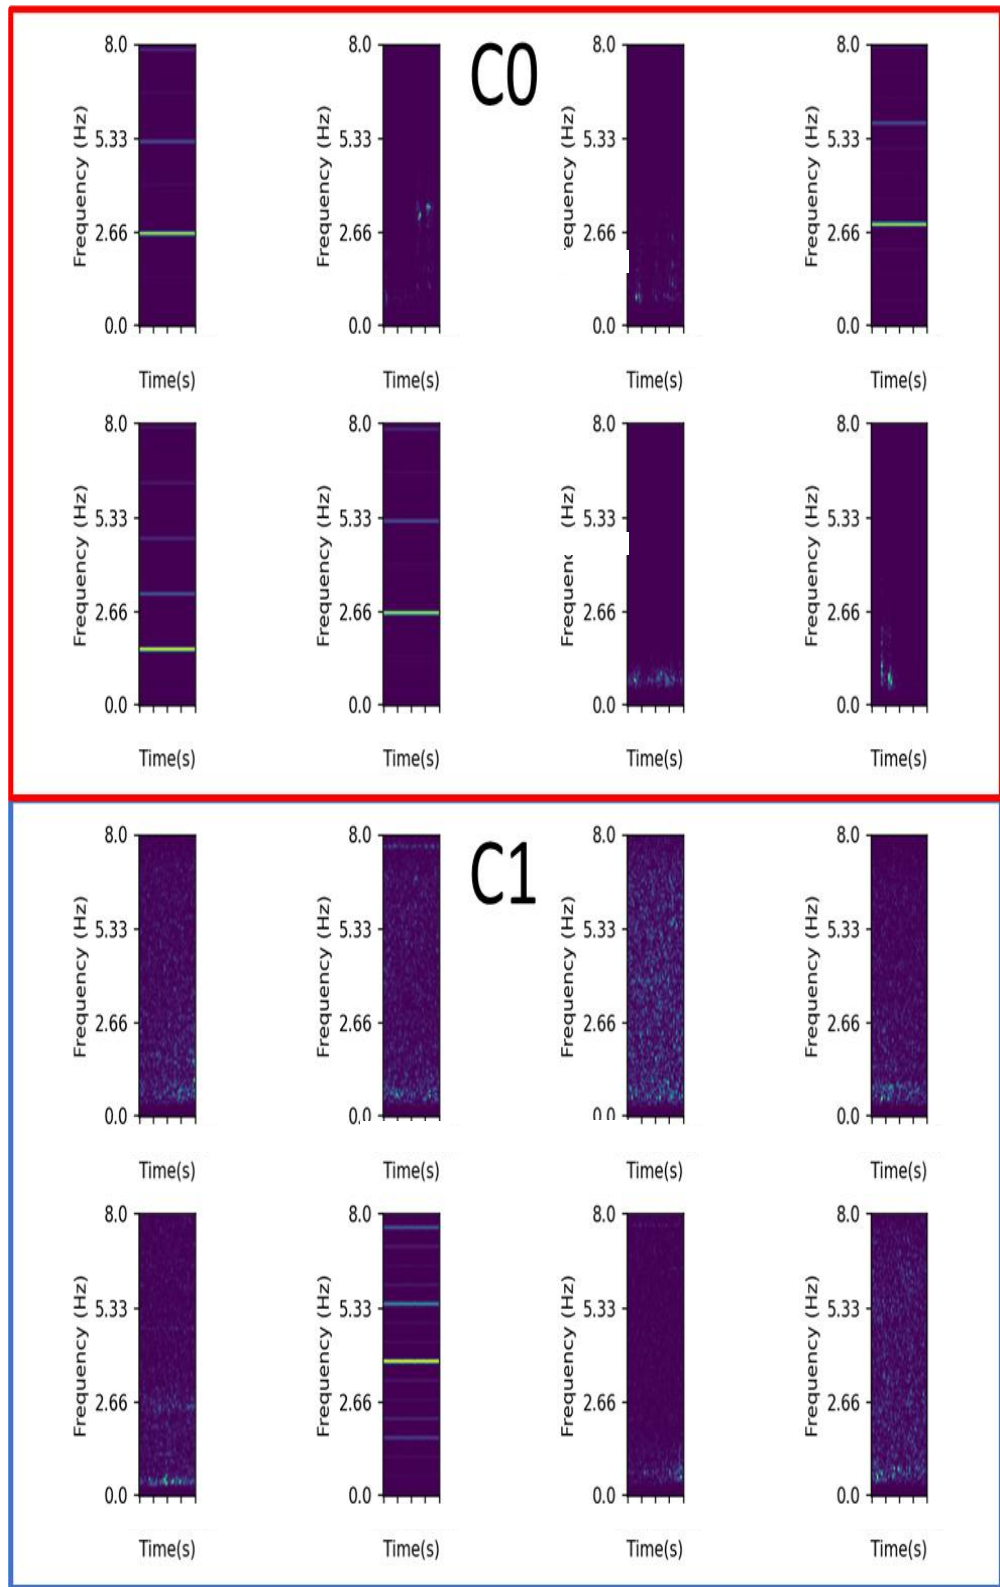 C0
8.0 8.0 8.0 8.0
5.33 5.33 5.33 5.33
2.66 2.66 2.66 2.66
0.0 0.0 0.0 0.0
Frequency (Hz) Frequency (Hz) equency (Hz) Frequency (Hz)
Time(s) Time(s) Time(s) Time(s)
8.0 8.0 8.0 8.0
5.33 5.33 5.33 5.33
2.66 2.66 2.66 2.66
0.0 0.0 0.0 0.0
Frequency (Hz) Frequency (Hz) (Hz) Frequency (Hz)
Time(s) Time(s) Time(s) Time(s)
C1
8.0 8.0 8.0 8.0
5.33 5.33 5.33 5.33
2.66 2.66 2.66 2.66
0.0 0.0 0.0 0.0
Frequency (Hz) Frequency (Hz) Frequency (Hz) Frequency (Hz)
Time(s) Time(s) Time(s) Time(s)
8.0 8.0 8.0 8.0
5.33 5.33 5.33 5.33
2.66 2.66 2.66 2.66
0.0 0.0 0.0 0.0
Frequency (Hz) Frequency (Hz) Frequency (Hz) Frequency (Hz)
Time(s) Time(s) Time(s) Time(s)